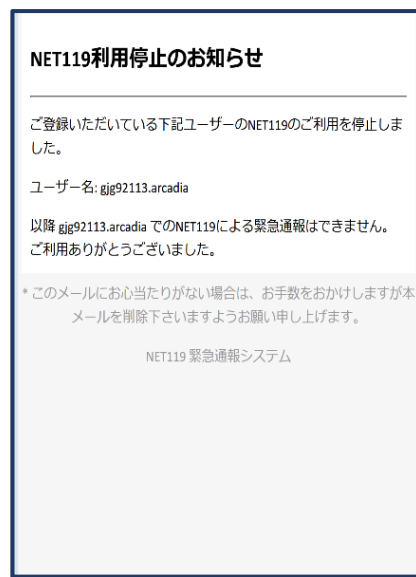 NET119利用停止のお知らせ
ご登録いただいている下記ユーザーのNET119のご利用を停止しま
した。
ユーザー名: gjg92113.arcadia
以降 gjg92113.arcadia でのNET119による緊急通報はできません。
ご利用ありがとうございました。
* このメールにお心当たりがない場合は、お手数をおかけしますが本
メールを削除下さいますようお願い申し上げます。
NET119 緊急通報システム